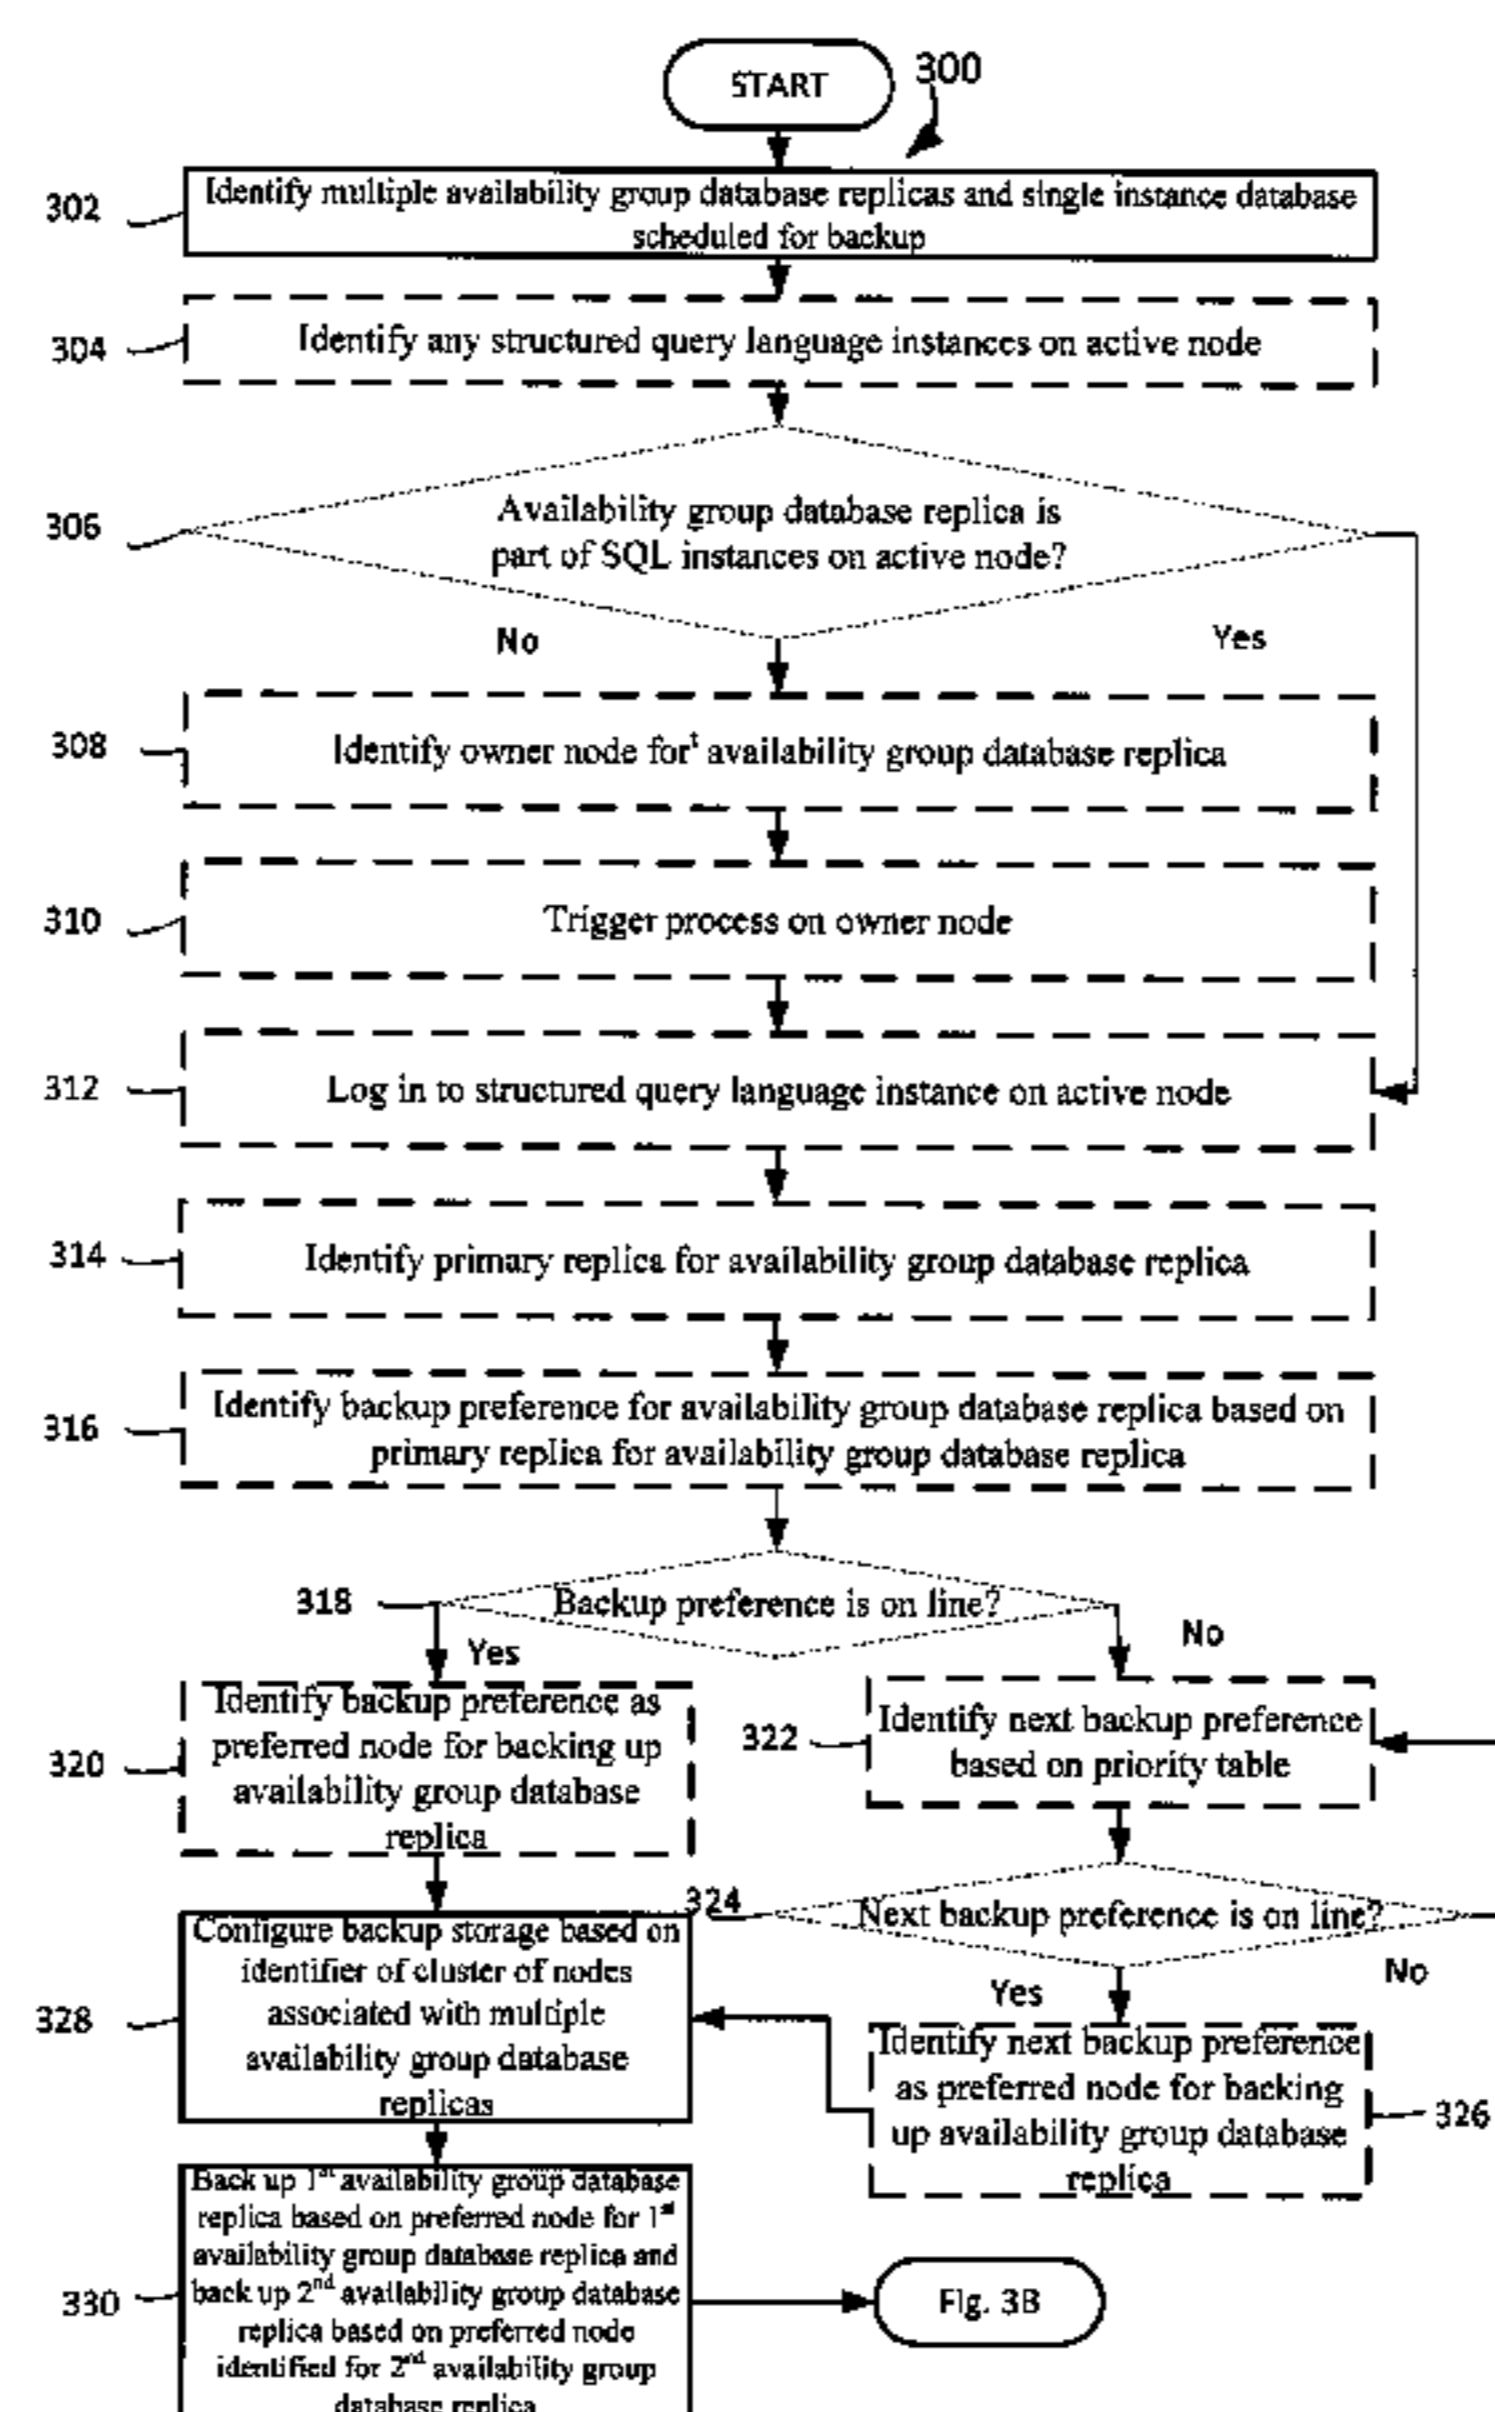 START
300
302
Identify multiple availability group database replicas and single instance database
scheduled for backup
304
Identify any structured query language instances on active node
306
Availability group database replica is
part of SQL instances on active node?
No
Yes
308
Identify owner node forᵗ availability group database replica
310
Trigger process on owner node
312
Log in to structured query language instance on active node
314
Identify primary replica for availability group database replica
316
Identify backup preference for availability group database replica based on
primary replica for availability group database replica
318
Backup preference is on line?
Yes
No
320
Identify backup preference as
preferred node for backing up
availability group database
replica
322
Identify next backup preference
based on priority table
324
Next backup preference is on line?
Yes
No
328
Configure backup storage based on
identifier of cluster of nodes
associated with multiple
availability group database
replicas
Identify next backup preference
as preferred node for backing
up availability group database
replica
326
330
Back up 1st availability group database
replica based on preferred node for 1st
availability group database replica and
back up 2nd availability group database
replica based on preferred node
identified for 2nd availability group
database replica
Fig. 3B